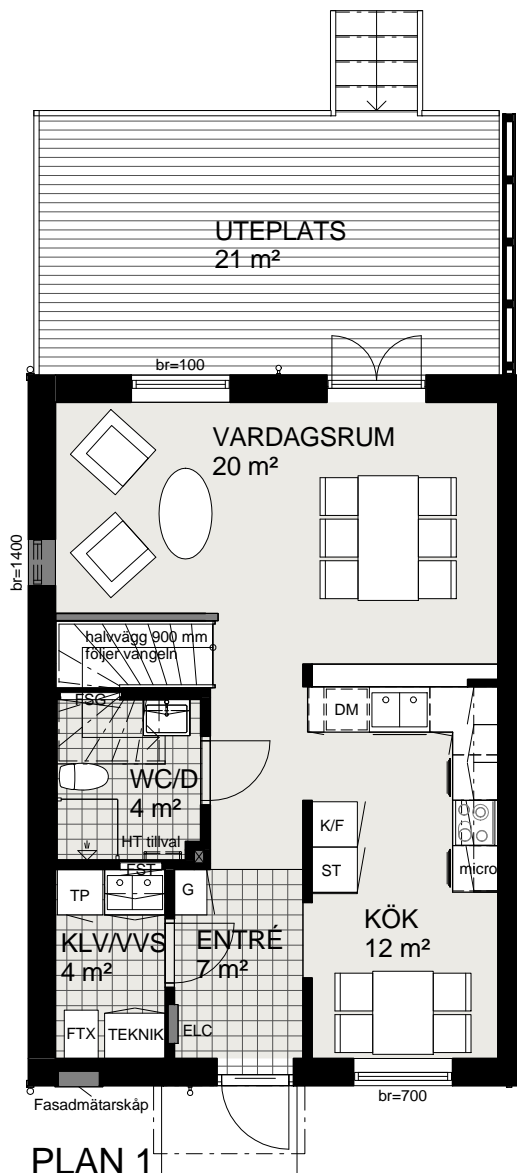 UTEPLATS
21 m²
br=100
VARDAGSRUM
20 m²
br=1400
halvvägg 900 mm
följer vangeln
FSG
DM
WC/D
4 m²
HT tillval
K/F
ST
micro
FST
TP
G
KLV/VVS
4 m²
ENTRÉ
7 m²
KÖK
12 m²
FTX
TEKNIK
ELC
Fasadmätarskåp
br=700
PLAN 1